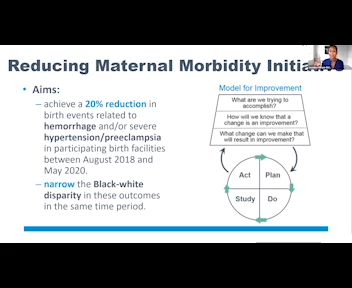 Reducing Maternal Morbidity Initia
• Aims:
– achieve a 20% reduction in
birth events related to
hemorrhage and/or severe
hypertension/preeclampsia
in participating birth facilities
between August 2018 and
May 2020.
– narrow the Black-white
disparity in these outcomes
in the same time period.
Model for Improvement
What are we trying to
accomplish?
How will we know that a
change is an improvement?
What change can we make that
will result in improvement?
Act
Plan
Study
Do